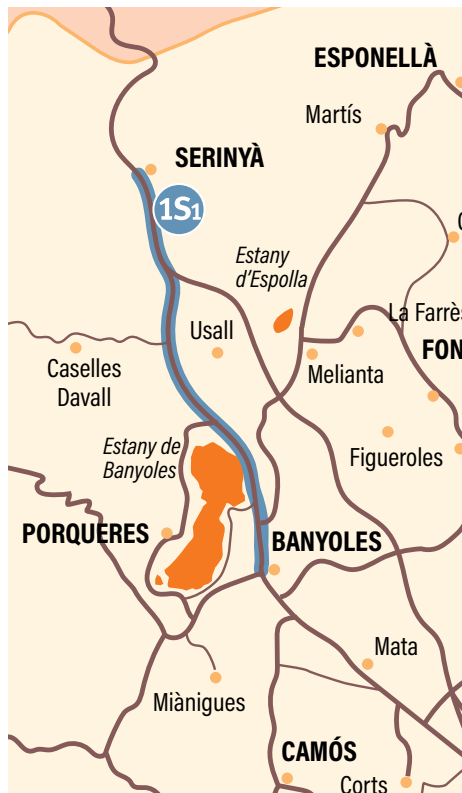 ESPONELLÀ
Martís
SERINYÀ
1S1
Estany
d'Espolla
La Farrès
Usall
FON
Caselles
Davall
Melianta
Estany de
Banyoles
Figueroles
PORQUERES
BANYOLES
Mata
Miànigues
CAMÓS
Corts